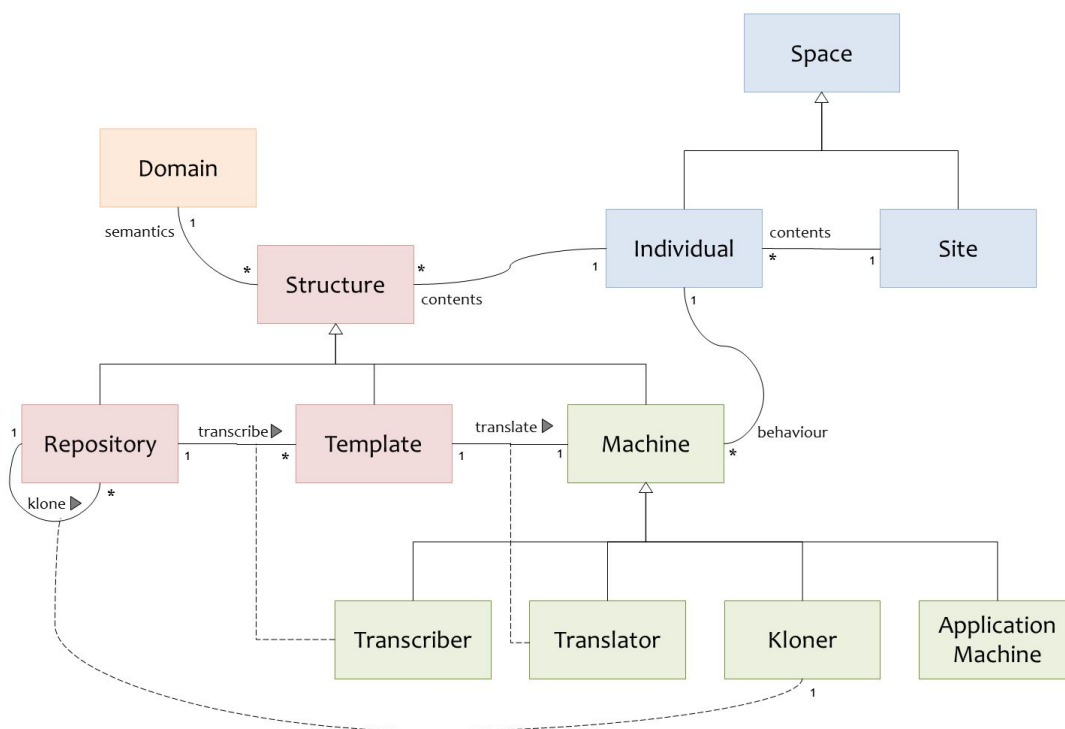 Space
Domain
semantics
1
*
Individual
contents
*
1
Site
Structure
*
contents
1
1
Repository
1
klone
*
transcribe
1
*
Template
translate
1
1
Machine
behaviour
*
Transcriber
Translator
Kloner
1
Application
Machine